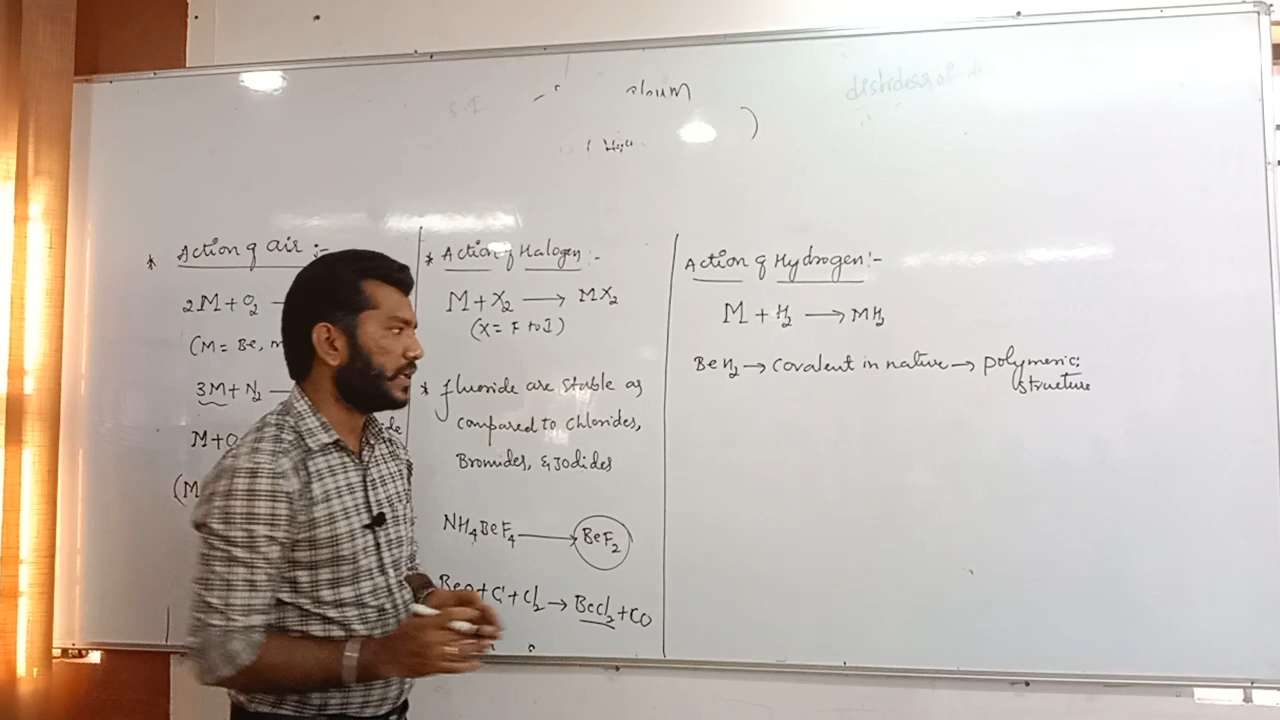 * Action of air :-
2M + O₂ →
(M = Be, m
3M + N₂ —
M + O
ide
(M
* Action of Halogen :-
M + X₂ → MX₂
(X = F to I)
* fluoride are stable as
compared to chlorides,
Bromides, & Iodides
NH₄BeF₄ → BeF₂
BeO + C + Cl₂ → BeCl₂ + CO
Action of Hydrogen :-
M + H₂ → MH₂
BeH₂ → covalent in nature → polymeric
structure